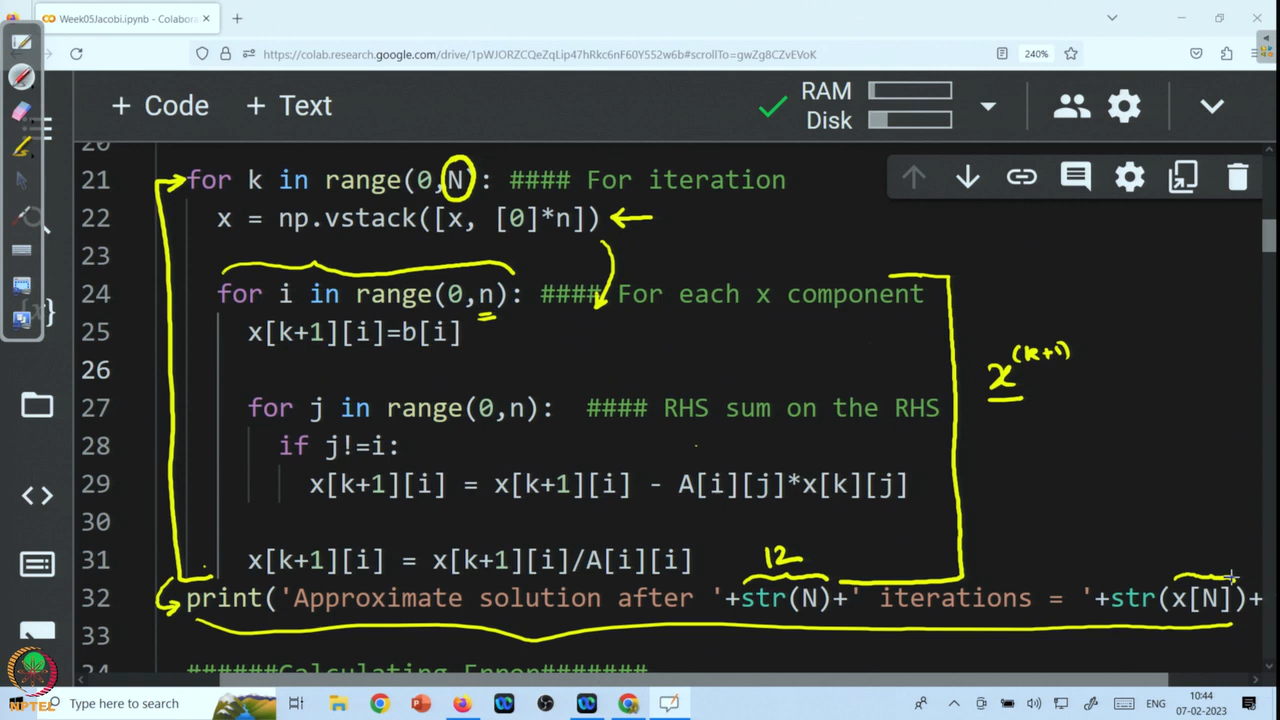 Week05Jacobi.ipynb - Colabora
https://colab.research.google.com/drive/1pWJORZCQeZqLip47hRkc6nF60Y552w6b#scrollTo=gwZg8CZvEVoK
240%
+ Code + Text
RAM
Disk
20
21 for k in range(0,N): #### For iteration
22 x = np.vstack([x, [0]*n])
23
24 for i in range(0,n): #### For each x component
25 x[k+1][i]=b[i]
x^(k+1)
26
27 for j in range(0,n): #### RHS sum on the RHS
28 if j!=i:
29 x[k+1][i] = x[k+1][i] - A[i][j]*x[k][j]
30
31 x[k+1][i] = x[k+1][i]/A[i][i]
12
32 print('Approximate solution after '+str(N)+' iterations = '+str(x[N])+
33
######Calculating Error#######
NPTEL
Type here to search
ENG
10:44
07-02-2023